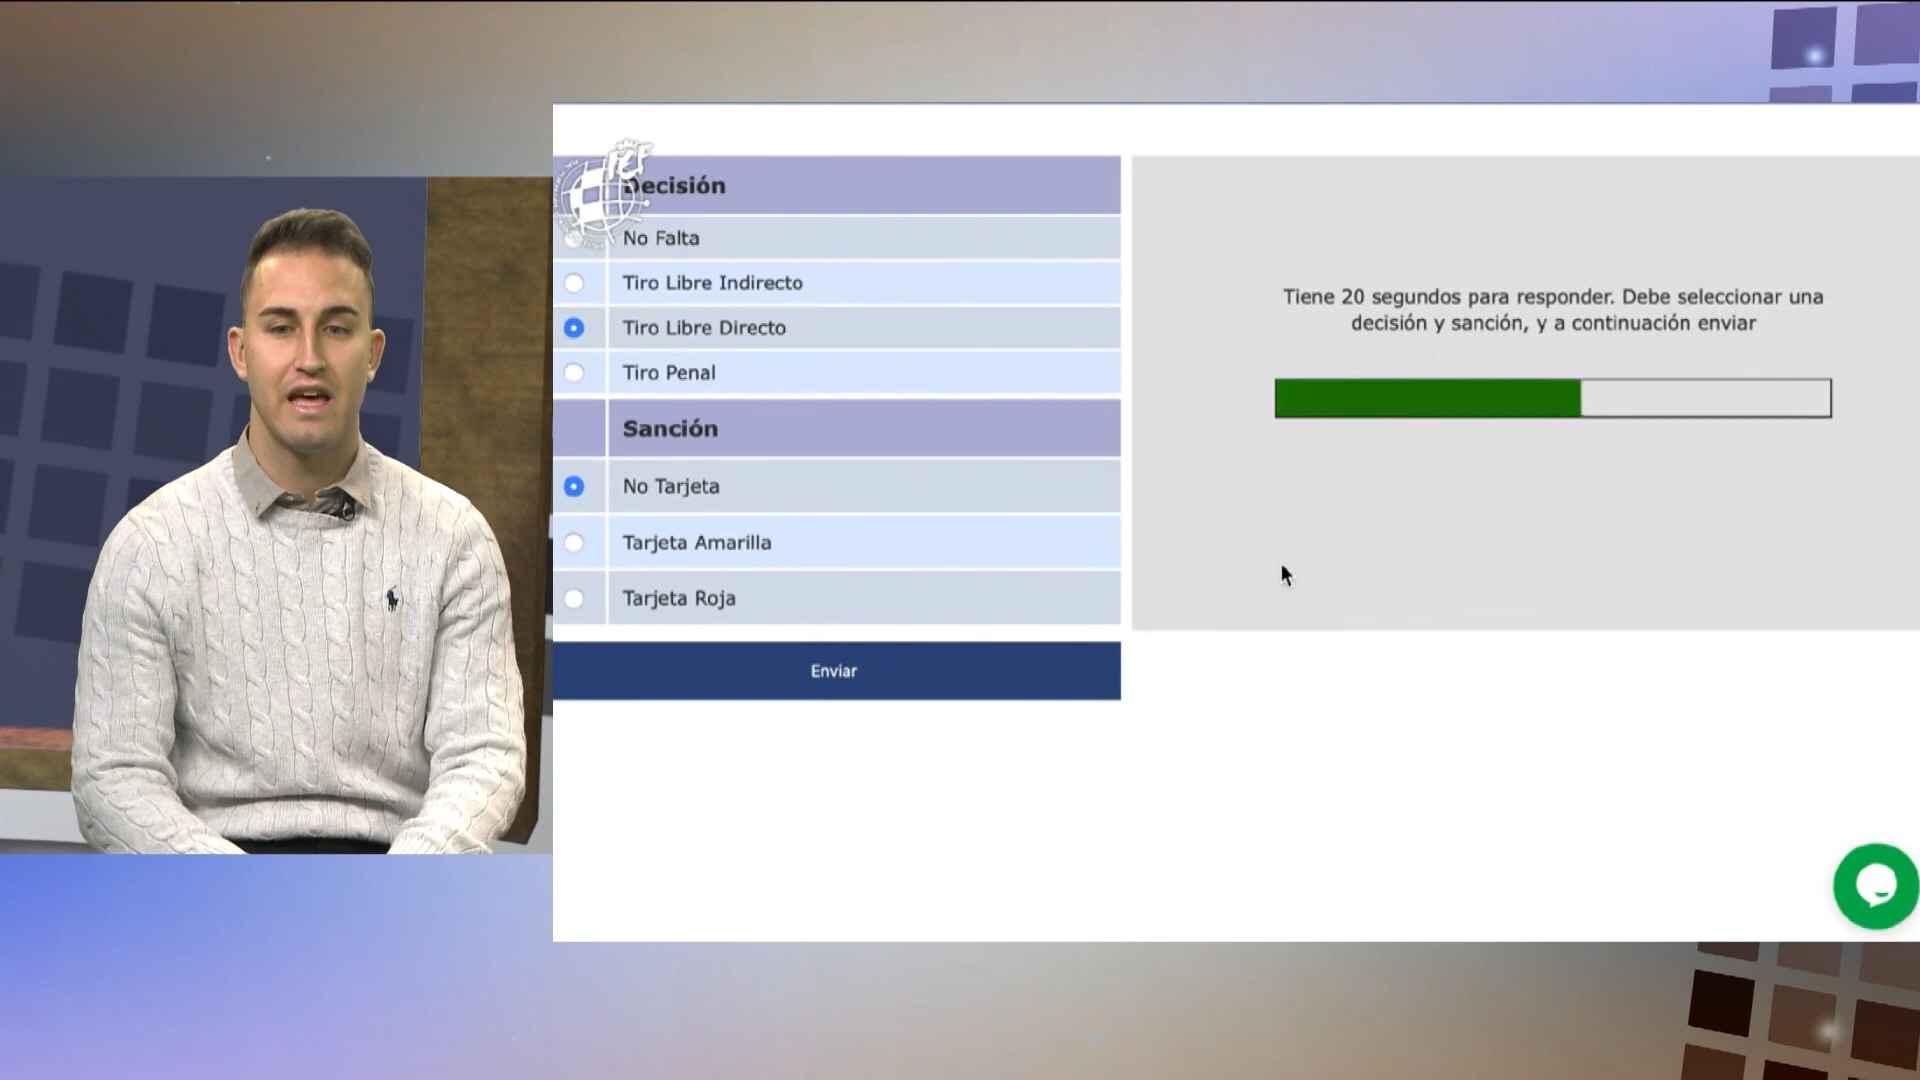 Decisión
No Falta
Tiro Libre Indirecto
Tiro Libre Directo
Tiro Penal
Sanción
No Tarjeta
Tarjeta Amarilla
Tarjeta Roja
Enviar
Tiene 20 segundos para responder. Debe seleccionar una
decisión y sanción, y a continuación enviar